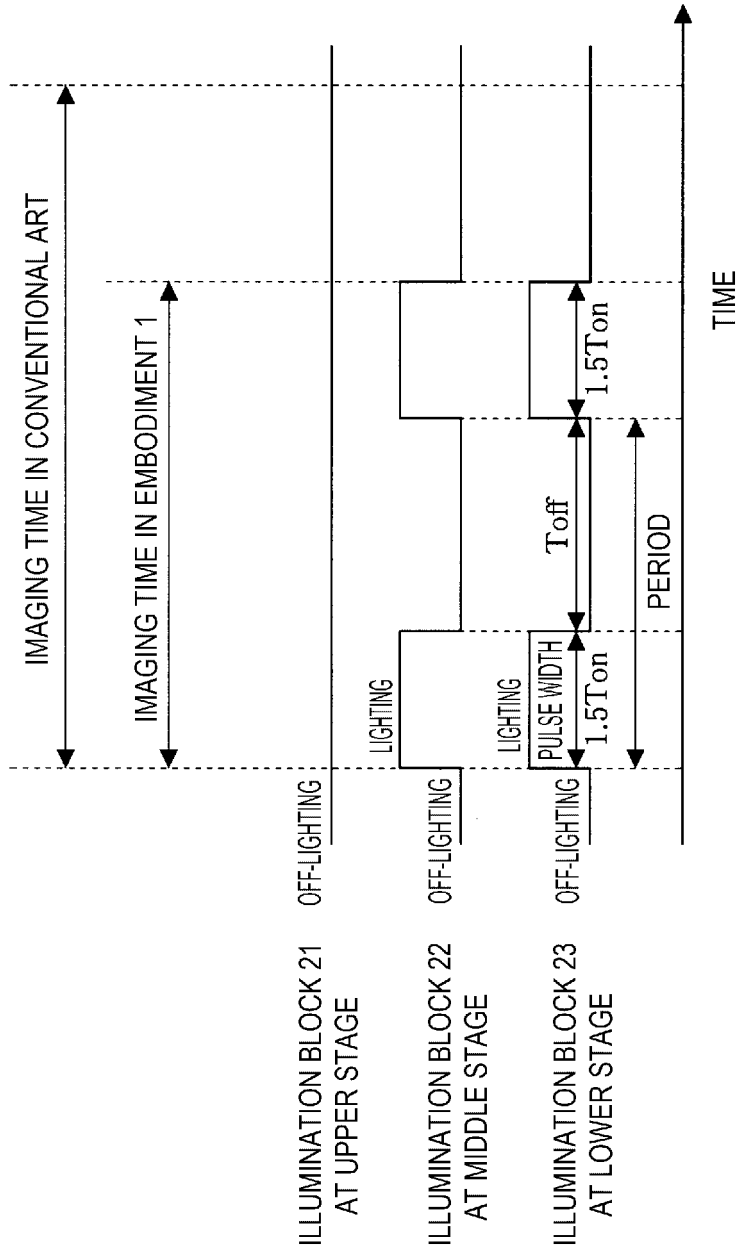 IMAGING TIME IN CONVENTIONAL ART
IMAGING TIME IN EMBODIMENT 1
ILLUMINATION BLOCK 21
AT UPPER STAGE
OFF-LIGHTING
LIGHTING
ILLUMINATION BLOCK 22
AT MIDDLE STAGE
OFF-LIGHTING
LIGHTING
PULSE WIDTH
ILLUMINATION BLOCK 23
AT LOWER STAGE
OFF-LIGHTING
1.5Ton
Toff
1.5Ton
PERIOD
TIME